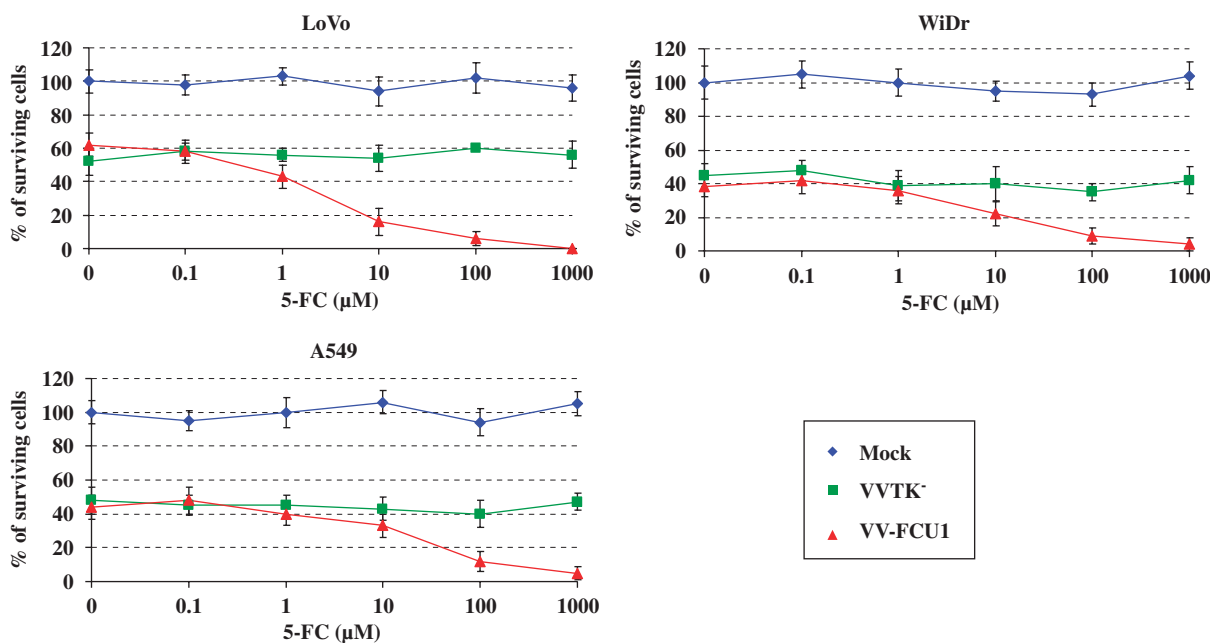 LoVo
% of surviving cells
120
100
80
60
40
20
0
0 0.1 1 10 100 1000
5-FC (µM)
WiDr
% of surviving cells
120
100
80
60
40
20
0
0 0.1 1 10 100 1000
5-FC (µM)
A549
% of surviving cells
120
100
80
60
40
20
0
0 0.1 1 10 100 1000
5-FC (µM)
Mock
VVTK⁻
VV-FCU1